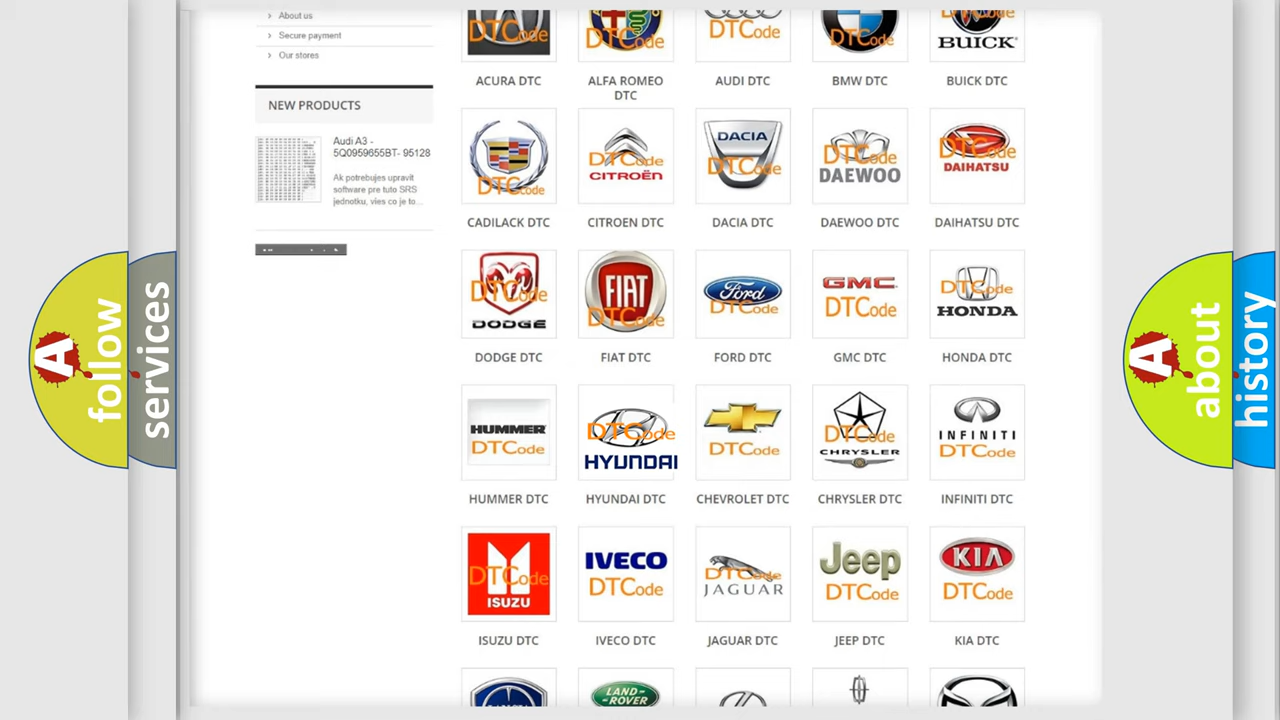 About us
Secure payment
Our stores
NEW PRODUCTS
Audi A3 -
5Q0959655BT- 95128
Ak potrebujes upravit
software pre tuto SRS
jednotku, vies co je to...
DTCode
DTCode
DTCode
DTCode
BUICK
ACURA DTC
ALFA ROMEO
DTC
AUDI DTC
BMW DTC
BUICK DTC
DTCode
DTCode
CITROËN
DACIA
DTCode
DTCode
DAEWOO
DTCode
DAIHATSU
CADILACK DTC
CITROEN DTC
DACIA DTC
DAEWOO DTC
DAIHATSU DTC
DTCode
DODGE
FIAT
DTCode
Ford
DTCode
GMC
DTCode
DTCode
HONDA
DODGE DTC
FIAT DTC
FORD DTC
GMC DTC
HONDA DTC
HUMMER
DTCode
DTCode
HYUNDAI
DTCode
DTCode
CHRYSLER
INFINITI
DTCode
HUMMER DTC
HYUNDAI DTC
CHEVROLET DTC
CHRYSLER DTC
INFINITI DTC
DTCode
ISUZU
IVECO
DTCode
DTCode
JAGUAR
Jeep
DTCode
KIA
DTCode
ISUZU DTC
IVECO DTC
JAGUAR DTC
JEEP DTC
KIA DTC
LAND-
ROVER
A
follow
services
A
about
history